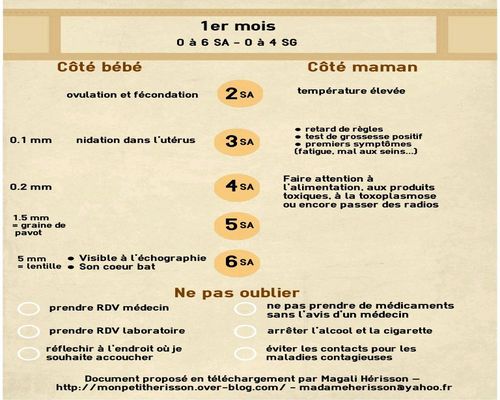 1er mois
0 à 6 SA - 0 à 4 SG
Côté bébé
Côté maman
ovulation et fécondation
2 SA
température élevée
0.1 mm
nidation dans l'utérus
3 SA
• retard de règles
• test de grossesse positif
• premiers symptômes
(fatigue, mal aux seins...)
0.2 mm
4 SA
Faire attention à
l'alimentation, aux produits
toxiques, à la toxoplasmose
ou encore passer des radios
1.5 mm
= graine de
pavot
5 SA
5 mm
= lentille
• Visible à l'échographie
• Son coeur bat
6 SA
Ne pas oublier
prendre RDV médecin
ne pas prendre de médicaments
sans l'avis d'un médecin
prendre RDV laboratoire
arrêter l'alcool et la cigarette
réflechir à l'endroit où je
souhaite accoucher
éviter les contacts pour les
maladies contagieuses
Document proposé en téléchargement par Magali Hérisson –
http://monpetitherisson.over-blog.com/ - madameherisson@yahoo.fr